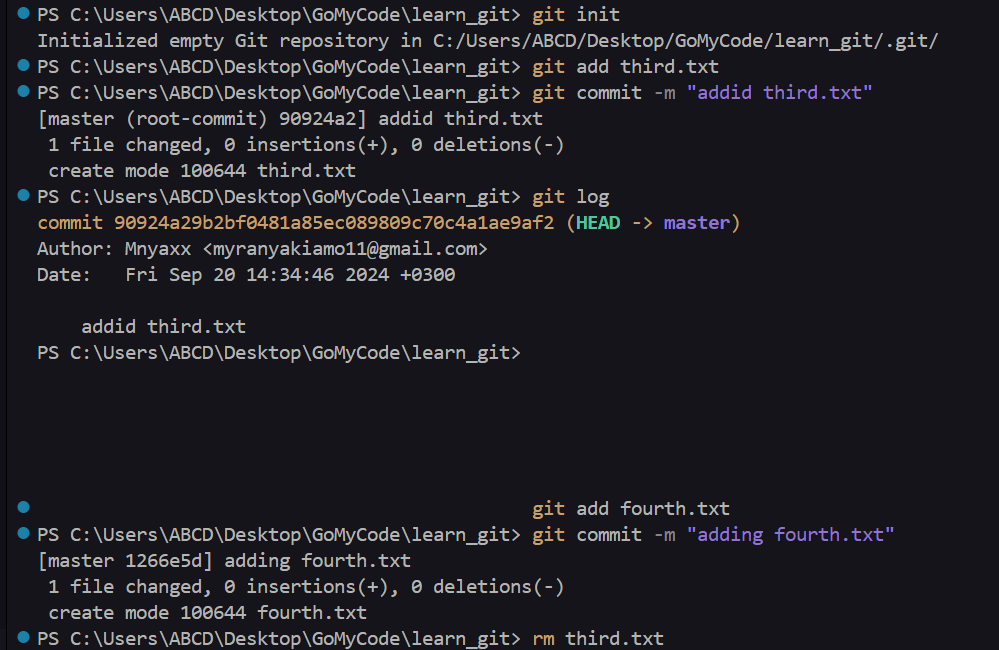 PS C:\Users\ABCD\Desktop\GoMyCode\learn_git> git init
Initialized empty Git repository in C:/Users/ABCD/Desktop/GoMyCode/learn_git/.git/
PS C:\Users\ABCD\Desktop\GoMyCode\learn_git> git add third.txt
PS C:\Users\ABCD\Desktop\GoMyCode\learn_git> git commit -m "addid third.txt"
[master (root-commit) 90924a2] addid third.txt
 1 file changed, 0 insertions(+), 0 deletions(-)
 create mode 100644 third.txt
PS C:\Users\ABCD\Desktop\GoMyCode\learn_git> git log
commit 90924a29b2bf0481a85ec089809c70c4a1ae9af2 (HEAD -> master)
Author: Mnyaxx <myranyakiamo11@gmail.com>
Date:   Fri Sep 20 14:34:46 2024 +0300
    addid third.txt
PS C:\Users\ABCD\Desktop\GoMyCode\learn_git>
git add fourth.txt
PS C:\Users\ABCD\Desktop\GoMyCode\learn_git> git commit -m "adding fourth.txt"
[master 1266e5d] adding fourth.txt
 1 file changed, 0 insertions(+), 0 deletions(-)
 create mode 100644 fourth.txt
PS C:\Users\ABCD\Desktop\GoMyCode\learn_git> rm third.txt